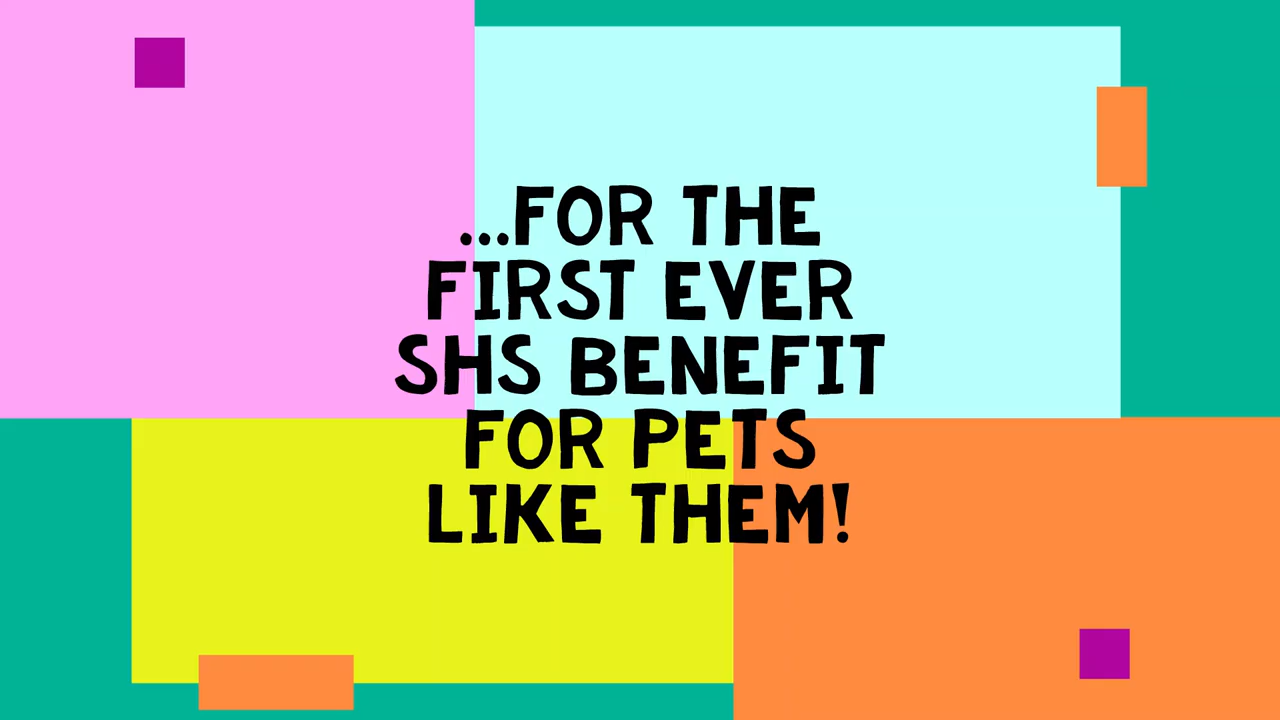 ...FOR THE
FIRST EVER
SHS BENEFIT
FOR PETS
LIKE THEM!